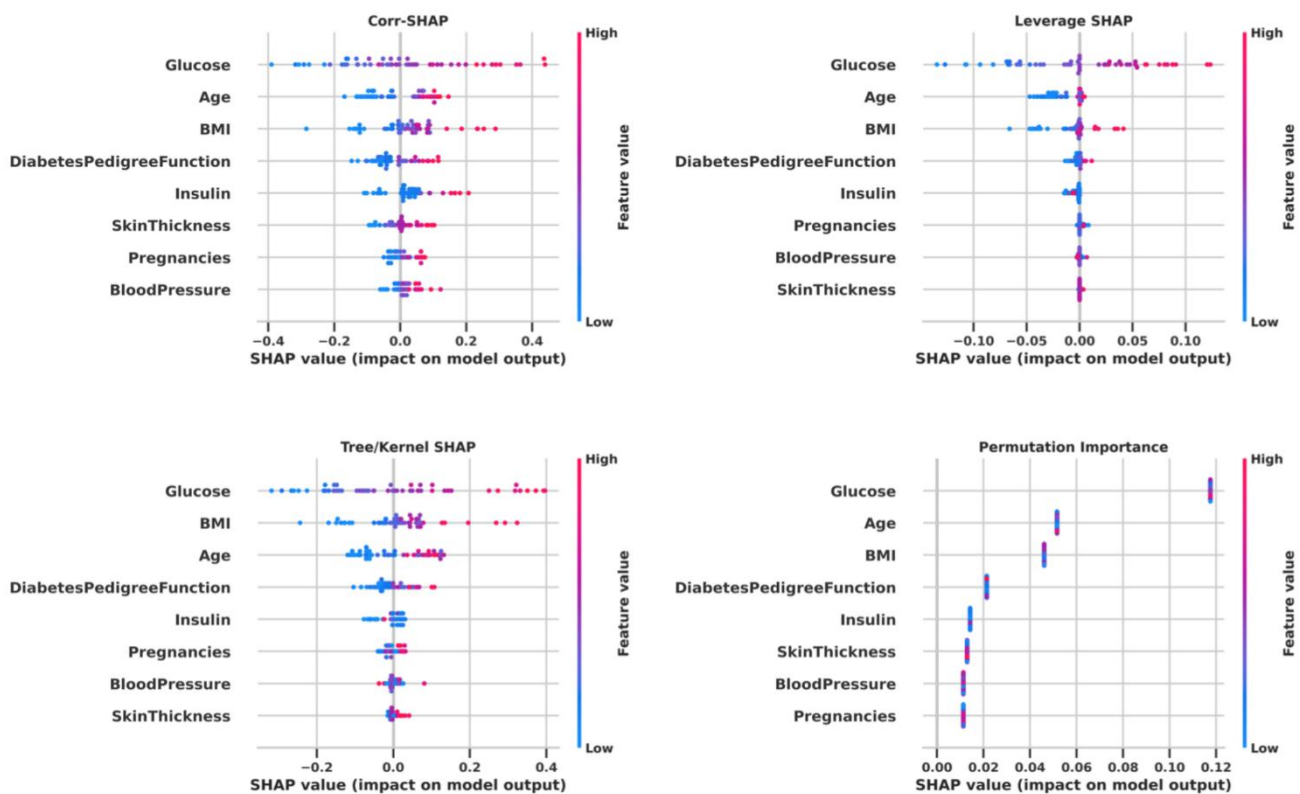 Corr-SHAP
High
Glucose
Age
BMI
DiabetesPedigreeFunction
Insulin
SkinThickness
Pregnancies
BloodPressure
Feature value
Low
−0.4 −0.2 0.0 0.2 0.4
SHAP value (impact on model output)
Leverage SHAP
High
Glucose
Age
BMI
DiabetesPedigreeFunction
Insulin
Pregnancies
BloodPressure
SkinThickness
Feature value
Low
−0.10 −0.05 0.00 0.05 0.10
SHAP value (impact on model output)
Tree/Kernel SHAP
High
Glucose
BMI
Age
DiabetesPedigreeFunction
Insulin
Pregnancies
BloodPressure
SkinThickness
Feature value
Low
−0.2 0.0 0.2 0.4
SHAP value (impact on model output)
Permutation Importance
High
Glucose
Age
BMI
DiabetesPedigreeFunction
Insulin
SkinThickness
BloodPressure
Pregnancies
Feature value
Low
0.00 0.02 0.04 0.06 0.08 0.10 0.12
SHAP value (impact on model output)